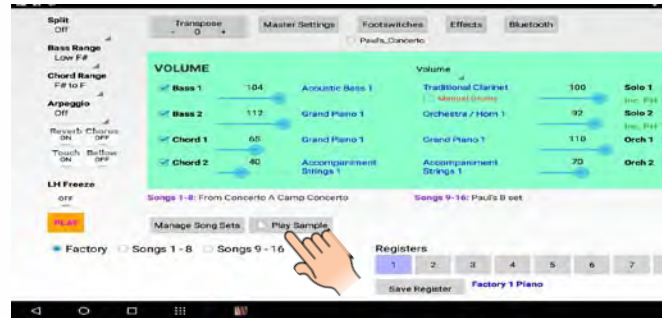 Split
Off
Transpose
- 0 +
Master Settings
Footswitches
Effects
Bluetooth
Paul's_Concerto
Bass Range
Low F#
Chord Range
F# to F
Arpeggio
Off
Reverb Chorus
ON OFF
Touch Bellow
ON OFF
LH Freeze
OFF
PLAY
VOLUME
Volume
Bass 1 104 Acoustic Bass 1
Traditional Clarinet 100 Solo 1
Manual Drums
Bass 2 112 Grand Piano 1
Orchestra / Horn 1 92 Solo 2
Chord 1 65 Grand Piano 1
Grand Piano 1 110 Orch 1
Chord 2 40 Accompaniment
Strings 1
Accompaniment 70 Orch 2
Strings 1
Songs 1-8: From Concerto A Camp Concerto
Songs 9-16: Paul's B set
Manage Song Sets
Play Sample
Factory Songs 1 - 8 Songs 9 - 16
Registers
1 2 3 4 5 6 7
Save Register Factory 1 Piano